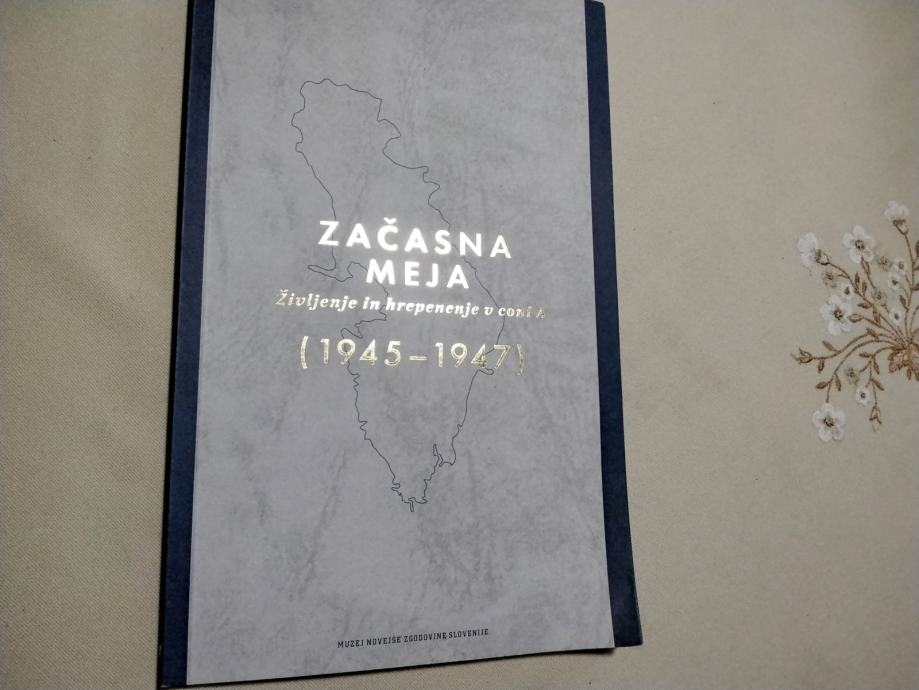 ZAČASNA
MEJA
Življenje in hrepenenje v coni A
(1945–1947)
MUZEJ NOVEJŠE ZGODOVINE SLOVENIJE